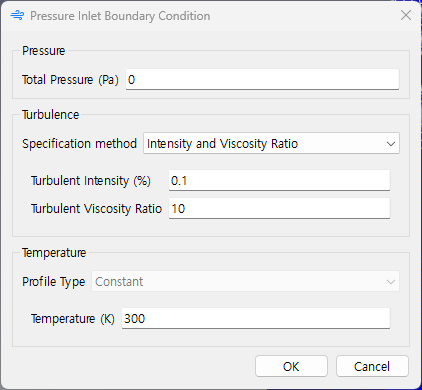 Pressure Inlet Boundary Condition
Pressure
Total Pressure (Pa) 0
Turbulence
Specification method Intensity and Viscosity Ratio
Turbulent Intensity (%) 0.1
Turbulent Viscosity Ratio 10
Temperature
Profile Type Constant
Temperature (K) 300
OK Cancel